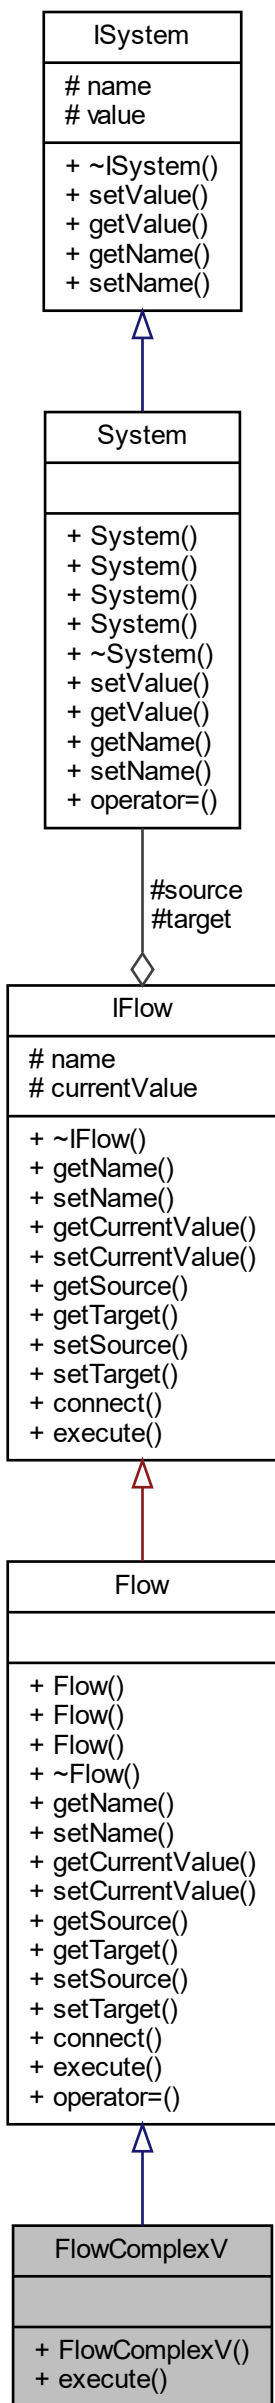 ISystem
# name
# value
+ ~ISystem()
+ setValue()
+ getValue()
+ getName()
+ setName()
System
+ System()
+ System()
+ System()
+ System()
+ ~System()
+ setValue()
+ getValue()
+ getName()
+ setName()
+ operator=()
#source
#target
IFlow
# name
# currentValue
+ ~IFlow()
+ getName()
+ setName()
+ getCurrentValue()
+ setCurrentValue()
+ getSource()
+ getTarget()
+ setSource()
+ setTarget()
+ connect()
+ execute()
Flow
+ Flow()
+ Flow()
+ Flow()
+ ~Flow()
+ getName()
+ setName()
+ getCurrentValue()
+ setCurrentValue()
+ getSource()
+ getTarget()
+ setSource()
+ setTarget()
+ connect()
+ execute()
+ operator=()
FlowComplexV
+ FlowComplexV()
+ execute()